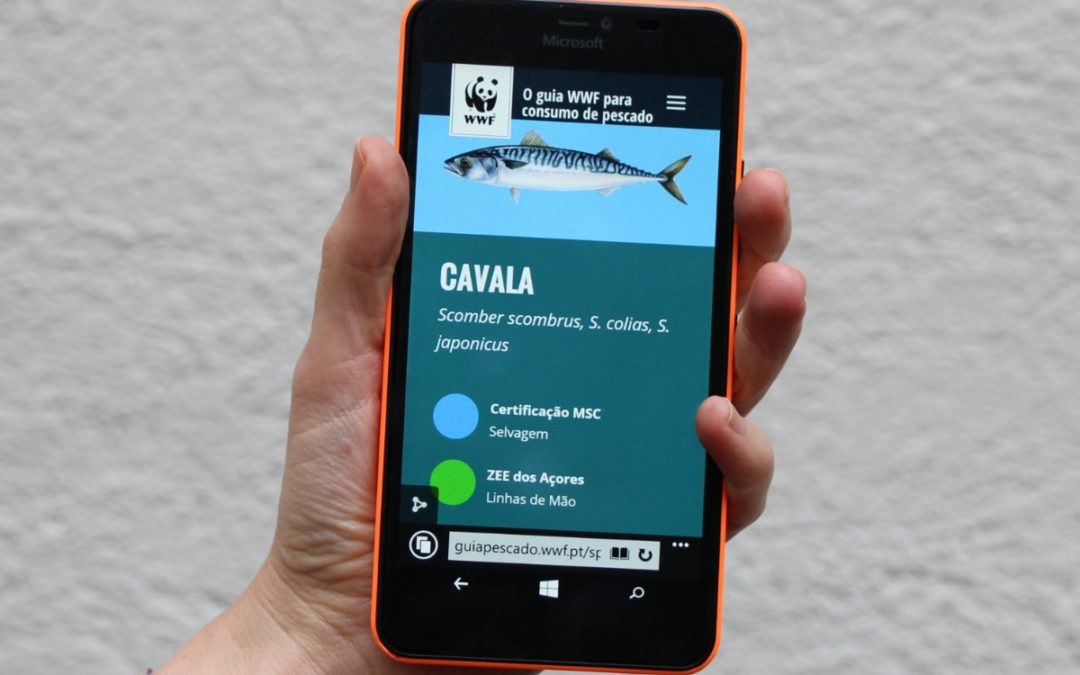 Microsoft
WWF
O guia WWF para
consumo de pescado
CAVALA
Scomber scombrus, S. colias, S.
japonicus
Certificação MSC
Selvagem
ZEE dos Açores
Linhas de Mão
guiapescado.wwf.pt/sp